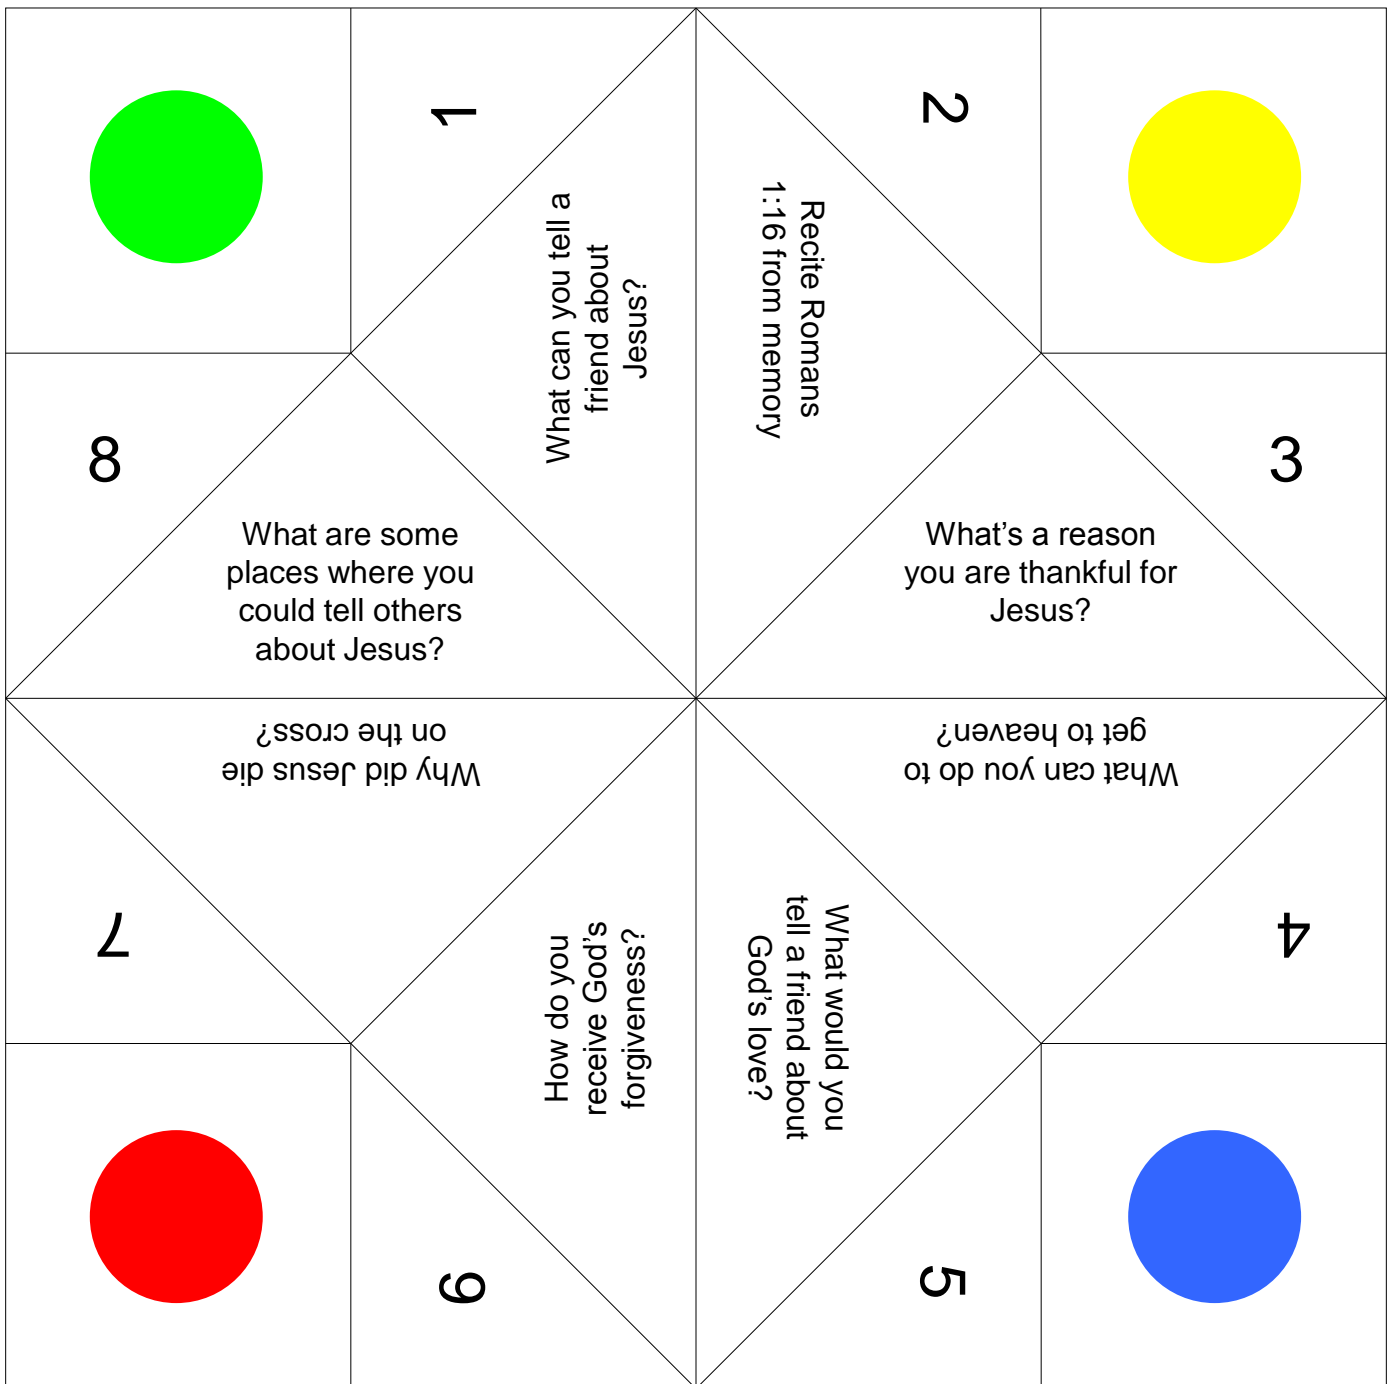 1
What can you tell a
friend about
Jesus?
2
Recite Romans
1:16 from memory
3
What’s a reason
you are thankful for
Jesus?
4
What can you do to
get to heaven?
5
What would you
tell a friend about
God’s love?
6
How do you
receive God’s
forgiveness?
7
Why did Jesus die
on the cross?
8
What are some
places where you
could tell others
about Jesus?